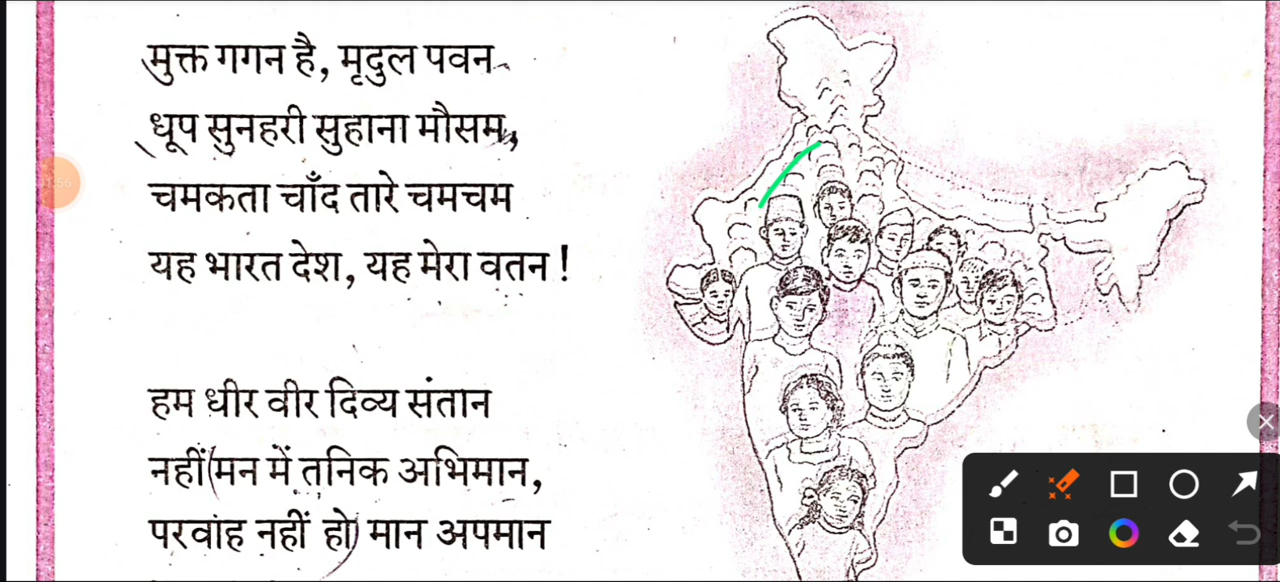 मुक्त गगन है, मृदुल पवन
धूप सुनहरी सुहाना मौसम,
चमकता चाँद तारे चमचम
यह भारत देश, यह मेरा वतन !
हम धीर वीर दिव्य संतान
नहीं(मन में तनिक अभिमान,
परवांह नहीं हो) मान अपमान